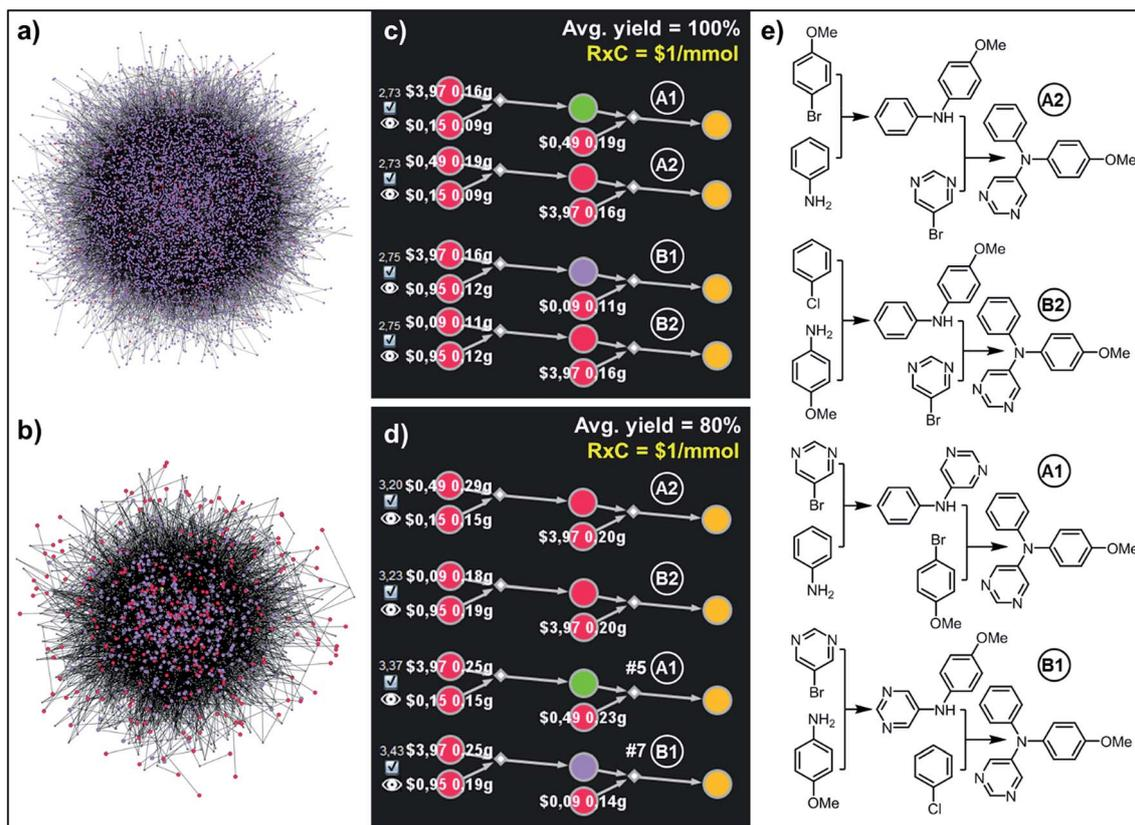 a)
b)
c)
Avg. yield = 100%
RxC = $1/mmol
2,73
$3,97 0,16g
$0,15 0,09g
$0,49 0,19g
A1
2,73
$0,49 0,19g
$0,15 0,09g
$3,97 0,16g
A2
2,75
$3,97 0,16g
$0,95 0,12g
$0,09 0,11g
B1
2,75
$0,09 0,11g
$0,95 0,12g
$3,97 0,16g
B2
d)
Avg. yield = 80%
RxC = $1/mmol
3,20
$0,49 0,29g
$0,15 0,15g
$3,97 0,20g
A2
3,23
$0,09 0,18g
$0,95 0,19g
$3,97 0,20g
B2
3,37
$3,97 0,25g
$0,15 0,15g
$0,49 0,23g
#5 A1
3,43
$3,97 0,25g
$0,95 0,19g
$0,09 0,14g
#7 B1
e)
OMe
Br
NH2
OMe
NH
N N
Br
A2
N
OMe
N N
Cl
NH2
OMe
OMe
NH
N N
Br
B2
N
OMe
N N
N N
Br
NH2
N N
NH
Br
OMe
A1
N
OMe
N N
N N
Br
NH2
OMe
OMe
N N
NH
Cl
B1
N
OMe
N N